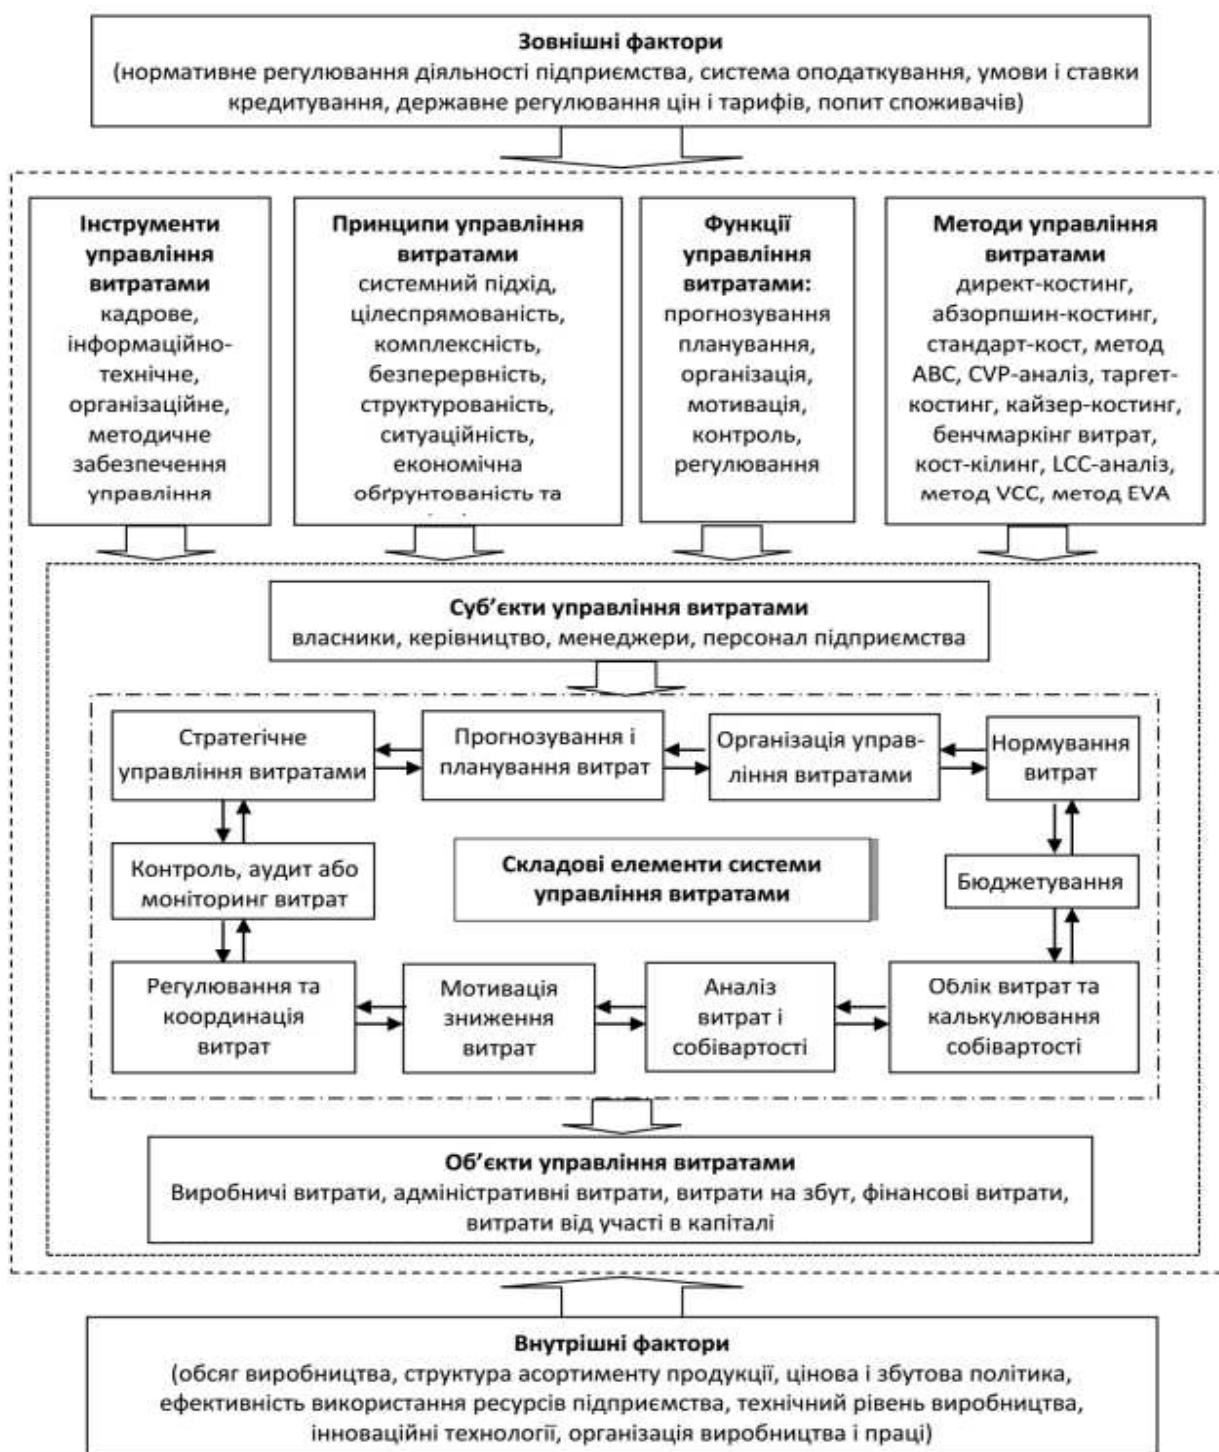 Зовнішні фактори
(нормативне регулювання діяльності підприємства, система оподаткування, умови і ставки
кредитування, державне регулювання цін і тарифів, попит споживачів)
Інструменти
управління
витратами
кадрове,
інформаційно-
технічне,
організаційне,
методичне
забезпечення
управління
Принципи управління
витратами
системний підхід,
цілеспрямованість,
комплексність,
безперервність,
структурованість,
ситуаційність,
економічна
обґрунтованість та
Функції
управління
витратами:
прогнозування
планування,
організація,
мотивація,
контроль,
регулювання
Методи управління
витратами
директ-костинг,
абзорпшин-костинг,
стандарт-кост, метод
АВС, CVP-аналіз, таргет-
костинг, кайзер-костинг,
бенчмаркінг витрат,
кост-кілинг, LCC-аналіз,
метод VCC, метод EVA
Суб’єкти управління витратами
власники, керівництво, менеджери, персонал підприємства
Стратегічне
управління витратами
Прогнозування і
планування витрат
Організація управ-
ління витратами
Нормування
витрат
Контроль, аудит або
моніторинг витрат
Складові елементи системи
управління витратами
Бюджетування
Регулювання та
координація
витрат
Мотивація
зниження
витрат
Аналіз
витрат і
собівартості
Облік витрат та
калькулювання
собівартості
Об’єкти управління витратами
Виробничі витрати, адміністративні витрати, витрати на збут, фінансові витрати,
витрати від участі в капіталі
Внутрішні фактори
(обсяг виробництва, структура асортименту продукції, цінова і збутова політика,
ефективність використання ресурсів підприємства, технічний рівень виробництва,
інноваційні технології, організація виробництва і праці)